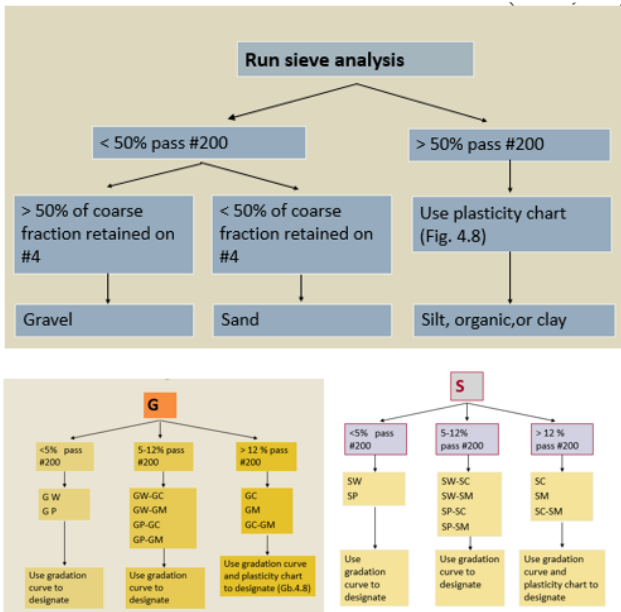 Run sieve analysis
< 50% pass #200
> 50% pass #200
> 50% of coarse
fraction retained on
#4
< 50% of coarse
fraction retained on
#4
Use plasticity chart
(Fig. 4.8)
Gravel
Sand
Silt, organic,or clay
G
<5% pass
#200
5-12% pass
#200
> 12 % pass
#200
G W
G P
GW-GC
GW-GM
GP-GC
GP-GM
GC
GM
GC-GM
Use gradation
curve to
designate
Use gradation
curve to
designate
Use gradation curve
and plasticity chart
to designate (Gb.4.8)
S
<5% pass
#200
5-12%
pass #200
> 12 %
pass #200
SW
SP
SW-SC
SW-SM
SP-SC
SP-SM
SC
SM
SC-SM
Use
gradation
curve to
designate
Use
gradation
curve to
designate
Use gradation
curve and
plasticity chart to
designate